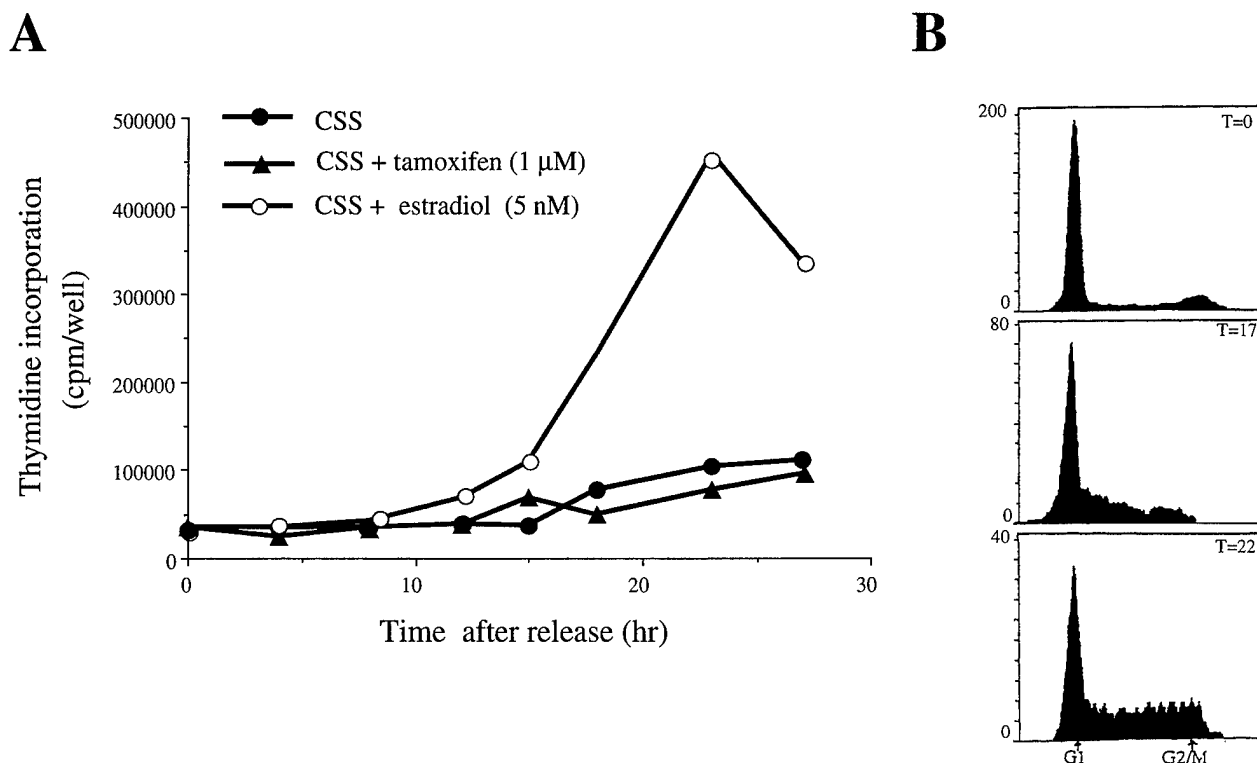 A
CSS
CSS + tamoxifen (1 μM)
CSS + estradiol (5 nM)
Thymidine incorporation
(cpm/well)
500000
400000
300000
200000
100000
0
0
10
20
30
Time after release (hr)
B
200
T=0
0
80
T=17
0
40
T=22
0
G1
G2/M